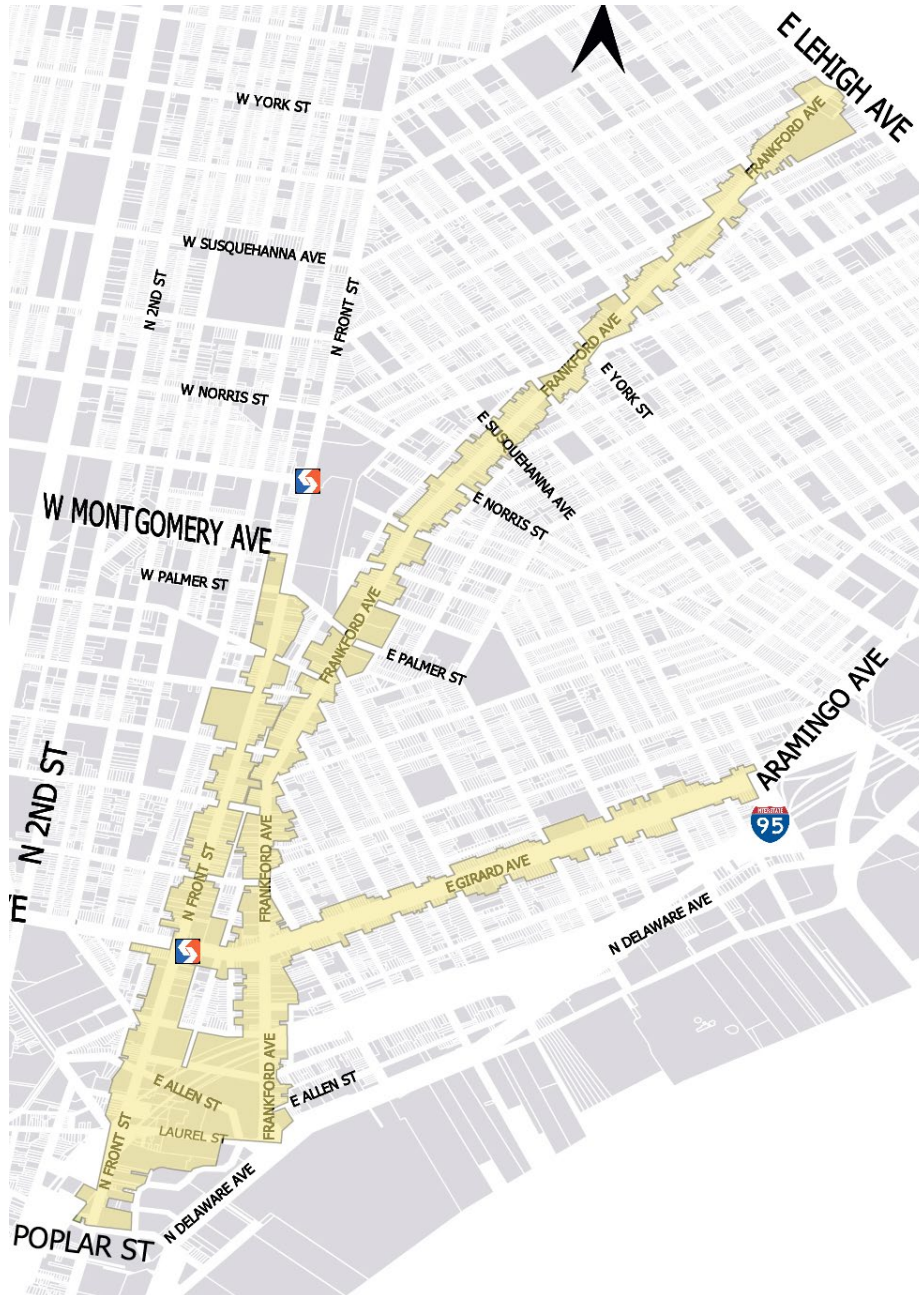 E LEHIGH AVE
W YORK ST
FRANKFORD AVE
W SUSQUEHANNA AVE
N 2ND ST
N FRONT ST
FRANKFORD AVE
E YORK ST
W NORRIS ST
E SUSQUEHANNA AVE
E NORRIS ST
W MONTGOMERY AVE
W PALMER ST
FRANKFORD AVE
E PALMER ST
ARAMINGO AVE
N 2ND ST
INTERSTATE
95
N FRONT ST
FRANKFORD AVE
E GIRARD AVE
E
N DELAWARE AVE
FRANKFORD AVE
E ALLEN ST
E ALLEN ST
LAUREL ST
N FRONT ST
N DELAWARE AVE
POPLAR ST